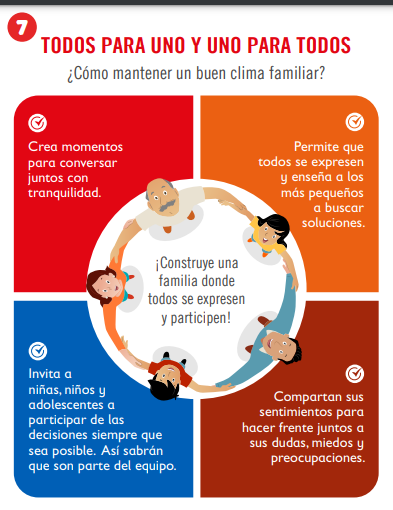 7
TODOS PARA UNO Y UNO PARA TODOS
¿Cómo mantener un buen clima familiar?
Crea momentos
para conversar
juntos con
tranquilidad.
Permite que
todos se expresen
y enseña a los
más pequeños
a buscar
soluciones.
¡Construye una
familia donde
todos se expresen
y participen!
Invita a
niñas, niños y
adolescentes a
participar de las
decisiones siempre que
sea posible. Así sabrán
que son parte del equipo.
Compartan sus
sentimientos para
hacer frente juntos a
sus dudas, miedos y
preocupaciones.